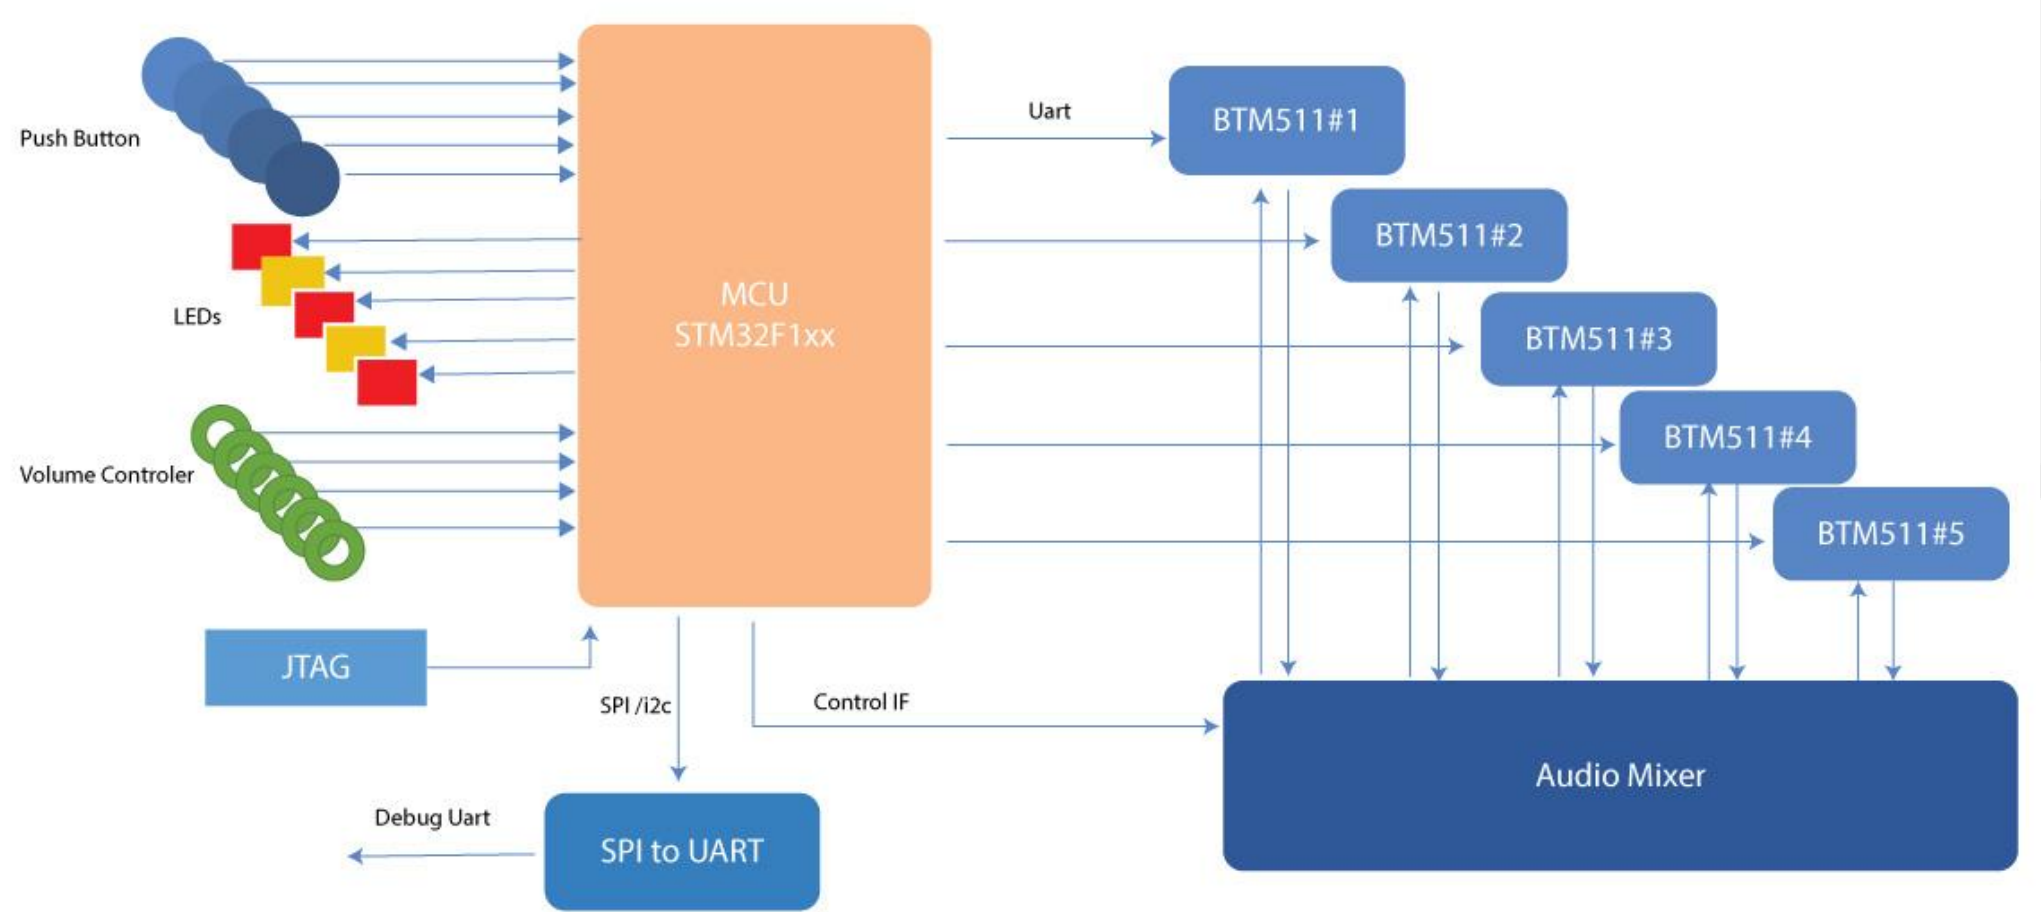 Push Button
LEDs
Volume Controler
JTAG
MCU
STM32F1xx
Uart
BTM511#1
BTM511#2
BTM511#3
BTM511#4
BTM511#5
SPI /i2c
Control IF
Audio Mixer
Debug Uart
SPI to UART